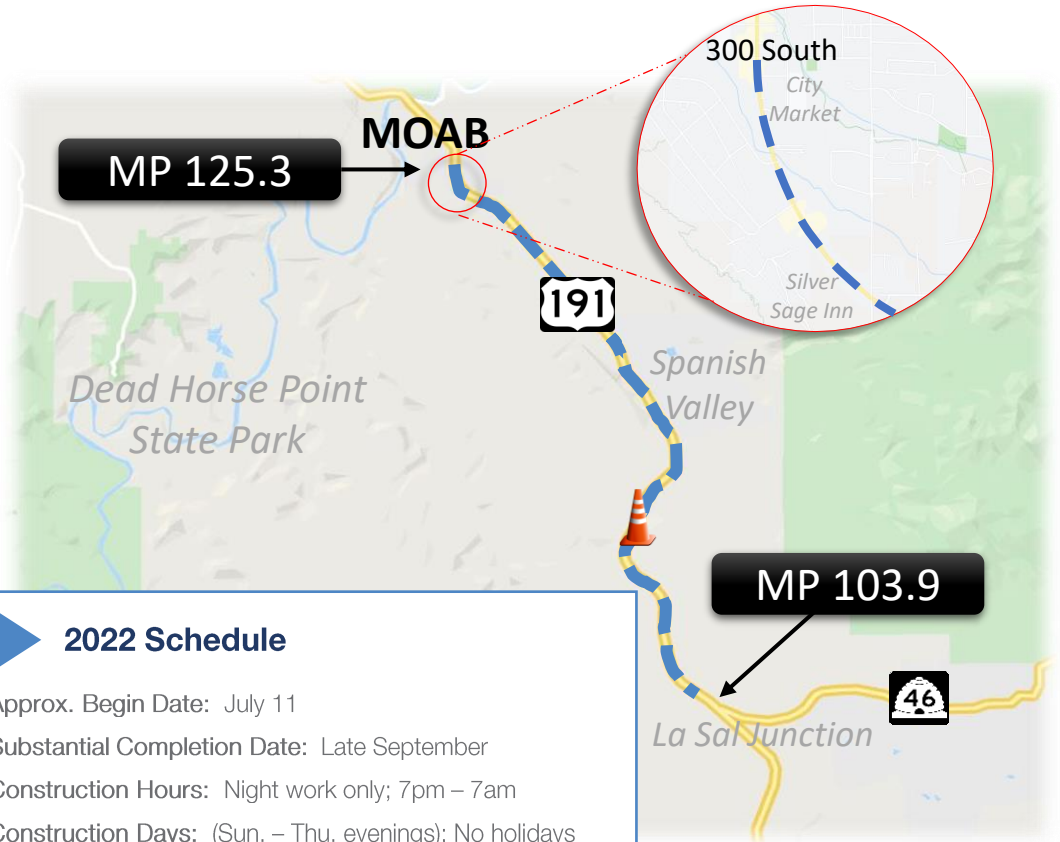 300 South
City
Market
MOAB
MP 125.3
Silver
Sage Inn
191
Spanish
Valley
Dead Horse Point
State Park
MP 103.9
2022 Schedule
Approx. Begin Date: July 11
46
La Sal Junction
Substantial Completion Date: Late September
Construction Hours: Night work only; 7pm – 7am
Construction Days: (Sun. – Thu. evenings); No holidays